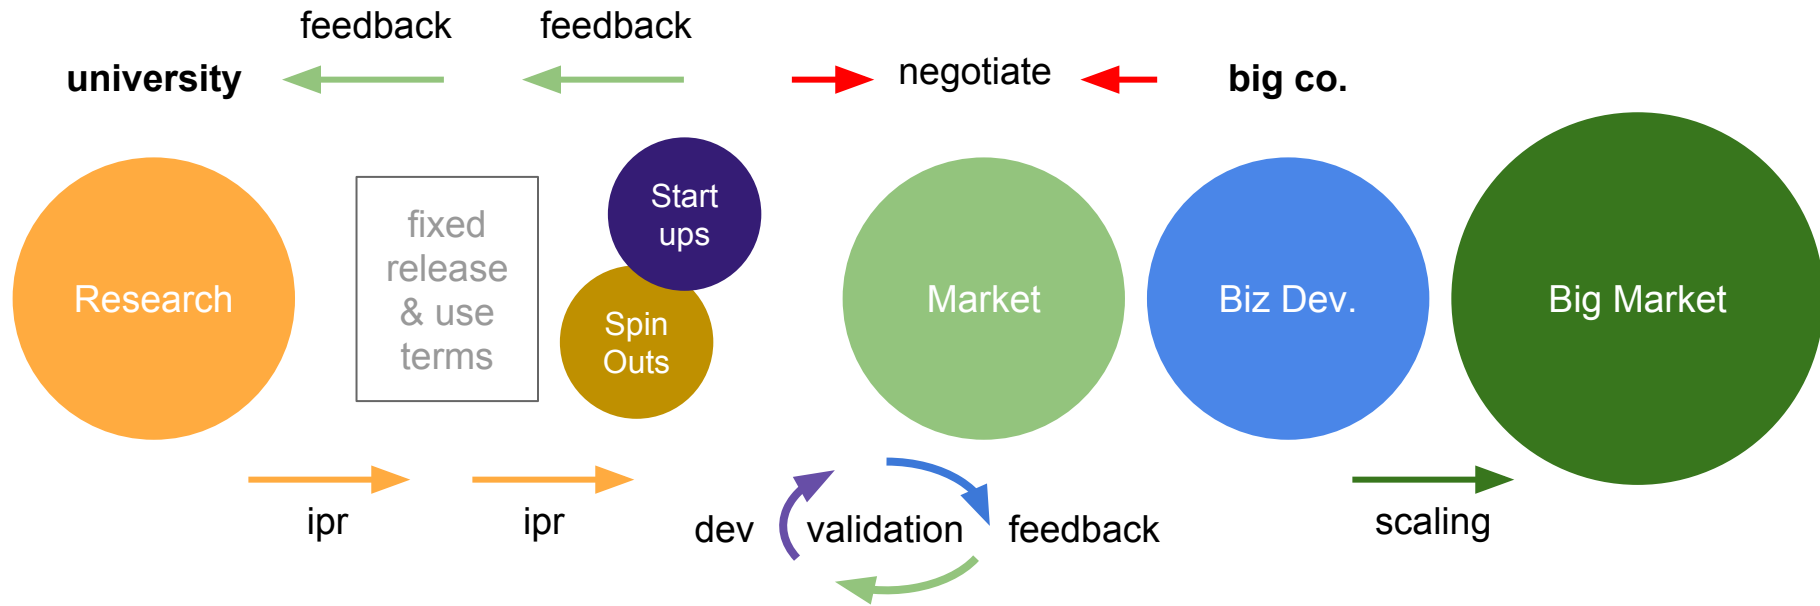 feedback
feedback
university
negotiate
big co.
Research
fixed
release
& use
terms
Start
ups
Spin
Outs
Market
Biz Dev.
Big Market
ipr
ipr
dev
validation
feedback
scaling